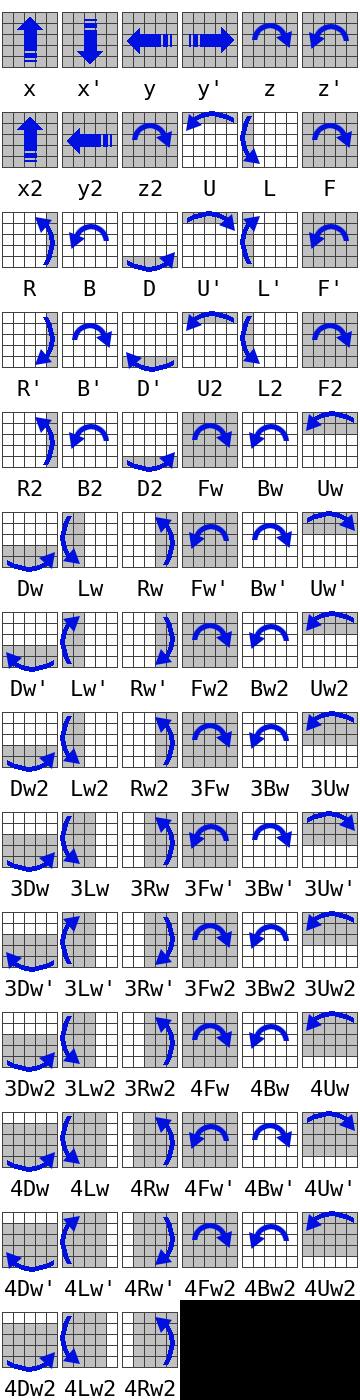 x x' y y' z z'
x2 y2 z2 U L F
R B D U' L' F'
R' B' D' U2 L2 F2
R2 B2 D2 Fw Bw Uw
Dw Lw Rw Fw' Bw' Uw'
Dw' Lw' Rw' Fw2 Bw2 Uw2
Dw2 Lw2 Rw2 3Fw 3Bw 3Uw
3Dw 3Lw 3Rw 3Fw' 3Bw' 3Uw'
3Dw' 3Lw' 3Rw' 3Fw2 3Bw2 3Uw2
3Dw2 3Lw2 3Rw2 4Fw 4Bw 4Uw
4Dw 4Lw 4Rw 4Fw' 4Bw' 4Uw'
4Dw' 4Lw' 4Rw' 4Fw2 4Bw2 4Uw2
4Dw2 4Lw2 4Rw2